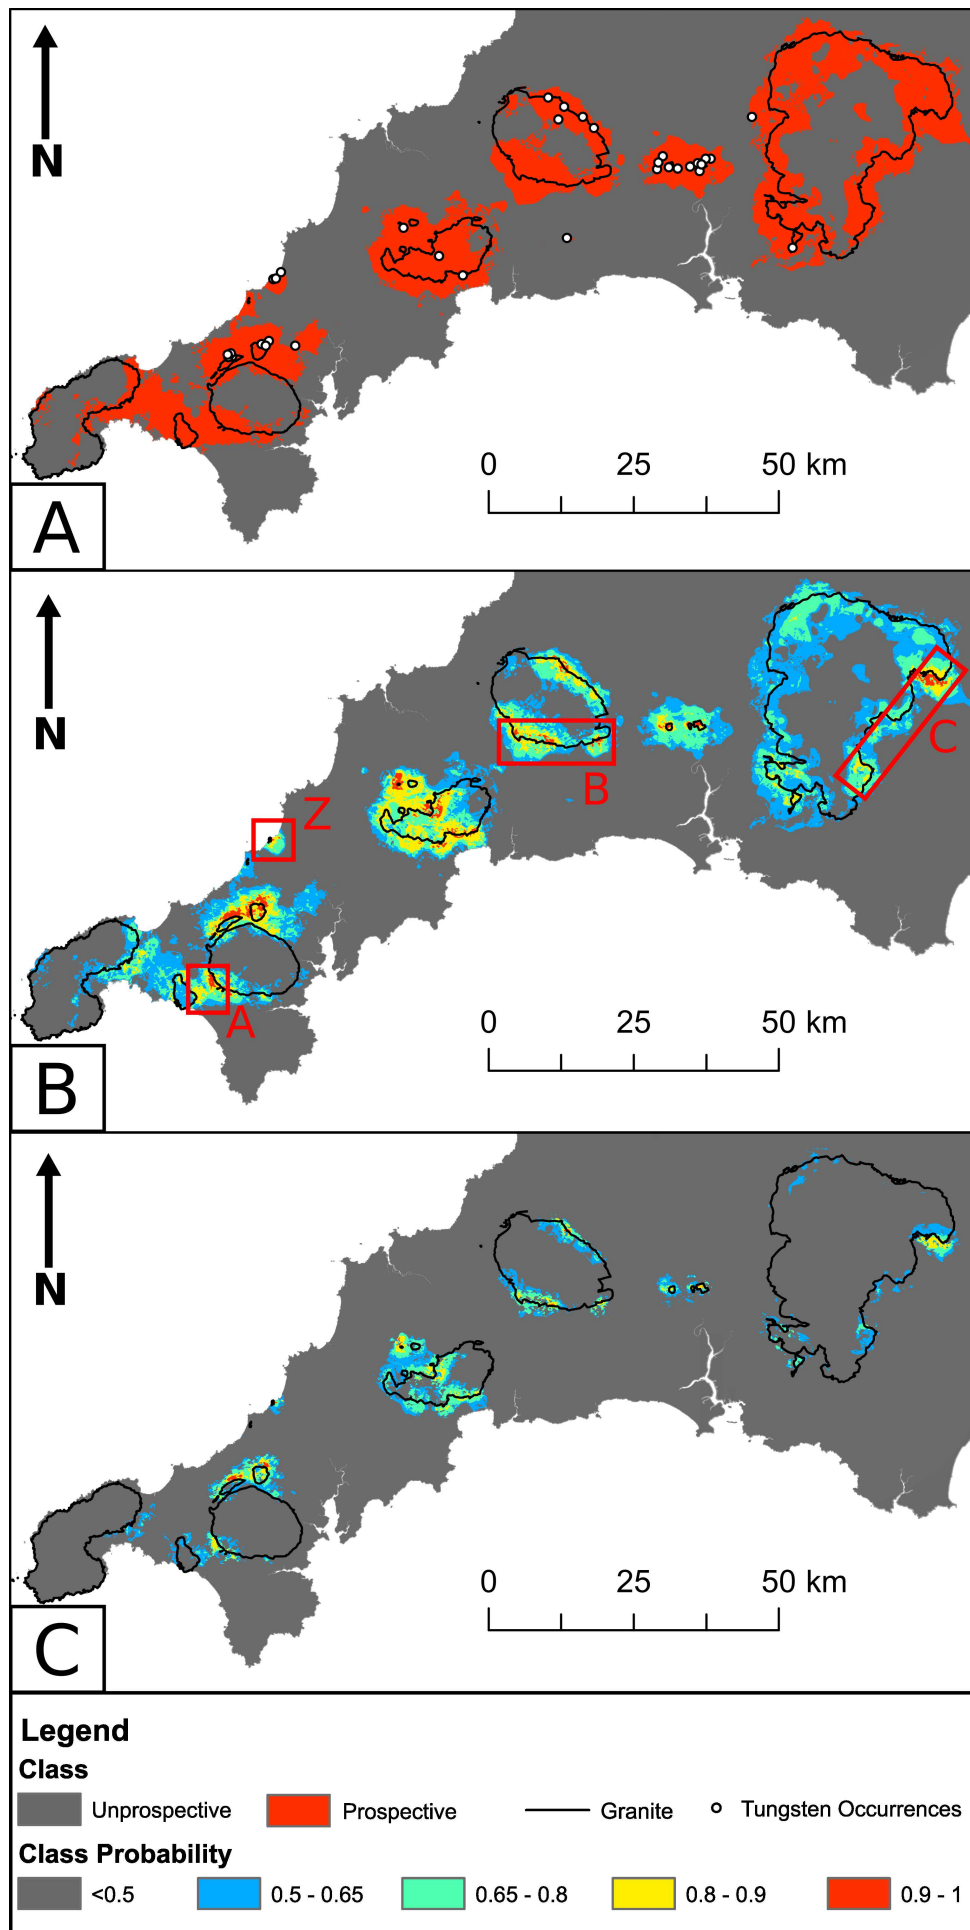 N
0 25 50 km
A
N
Z
B
C
A
0 25 50 km
B
N
0 25 50 km
C
Legend
Class
Unprospective Prospective Granite Tungsten Occurrences
Class Probability
<0.5 0.5 - 0.65 0.65 - 0.8 0.8 - 0.9 0.9 - 1